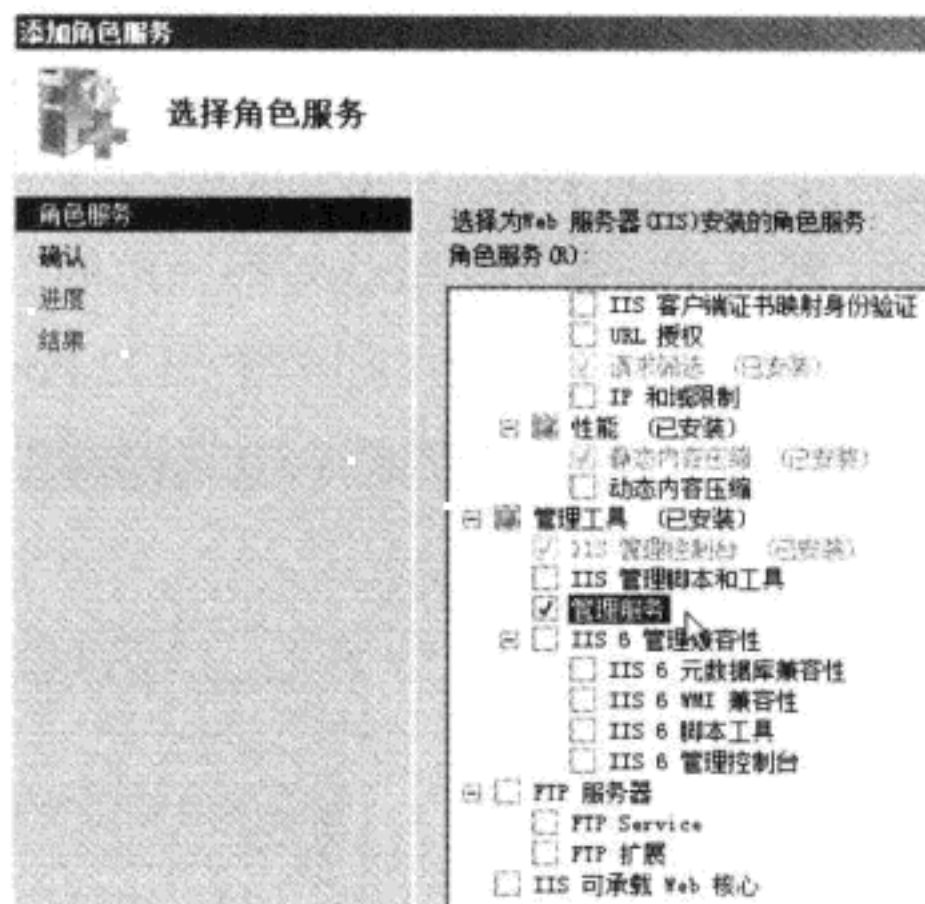 添加角色服务
选择角色服务
角色服务
确认
进度
结果
选择为Web 服务器(IIS)安装的角色服务:
角色服务(R):
IIS 客户端证书映射身份验证
URL 授权
请求筛选 (已安装)
IP 和域限制
性能 (已安装)
静态内容压缩 (已安装)
动态内容压缩
管理工具 (已安装)
IIS 管理控制台 (已安装)
IIS 管理脚本和工具
管理服务
IIS 6 管理兼容性
IIS 6 元数据库兼容性
IIS 6 WMI 兼容性
IIS 6 脚本工具
IIS 6 管理控制台
FTP 服务器
FTP Service
FTP 扩展
IIS 可承载 Web 核心